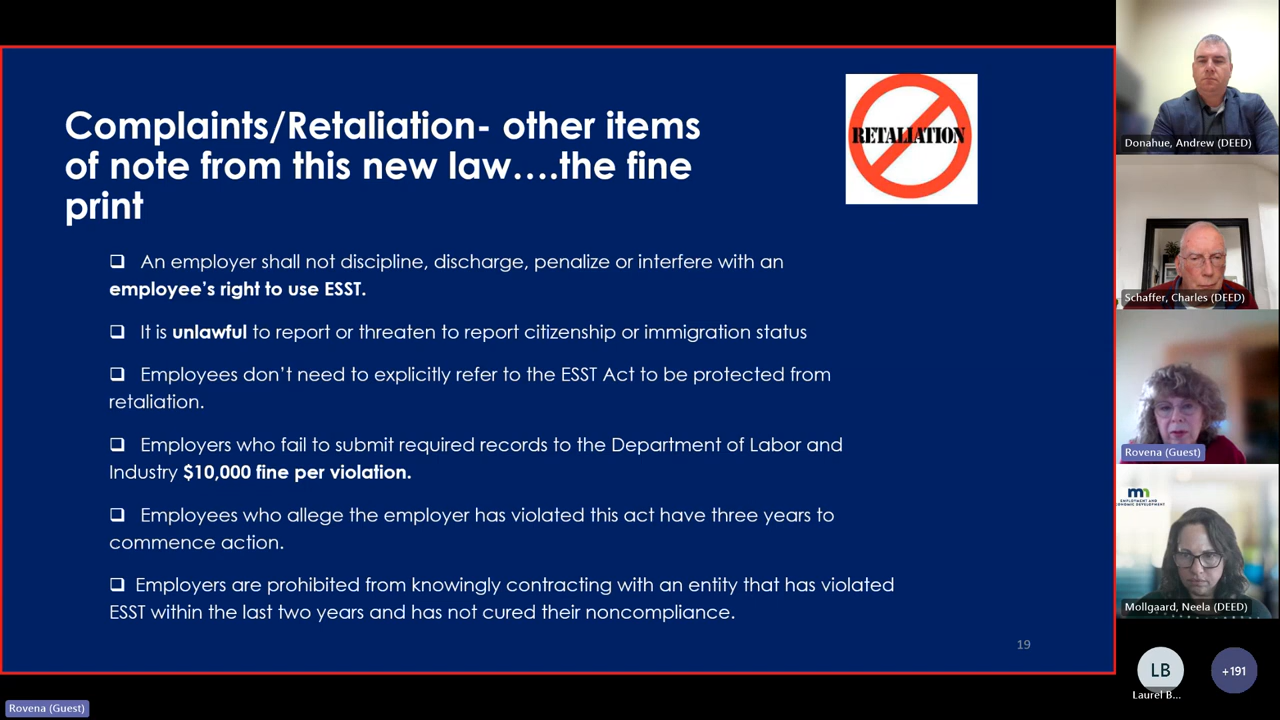 Complaints/Retaliation- other items
of note from this new law....the fine
print
RETALIATION
❑ An employer shall not discipline, discharge, penalize or interfere with an
employee's right to use ESST.
❑ It is unlawful to report or threaten to report citizenship or immigration status
❑ Employees don't need to explicitly refer to the ESST Act to be protected from
retaliation.
❑ Employers who fail to submit required records to the Department of Labor and
Industry $10,000 fine per violation.
❑ Employees who allege the employer has violated this act have three years to
commence action.
❑ Employers are prohibited from knowingly contracting with an entity that has violated
ESST within the last two years and has not cured their noncompliance.
19
Donahue, Andrew (DEED)
Schaffer, Charles (DEED)
Rovena (Guest)
mn
EMPLOYMENT AND
ECONOMIC DEVELOPMENT
Mollgaard, Neela (DEED)
LB
Laurel B...
+191
Rovena (Guest)